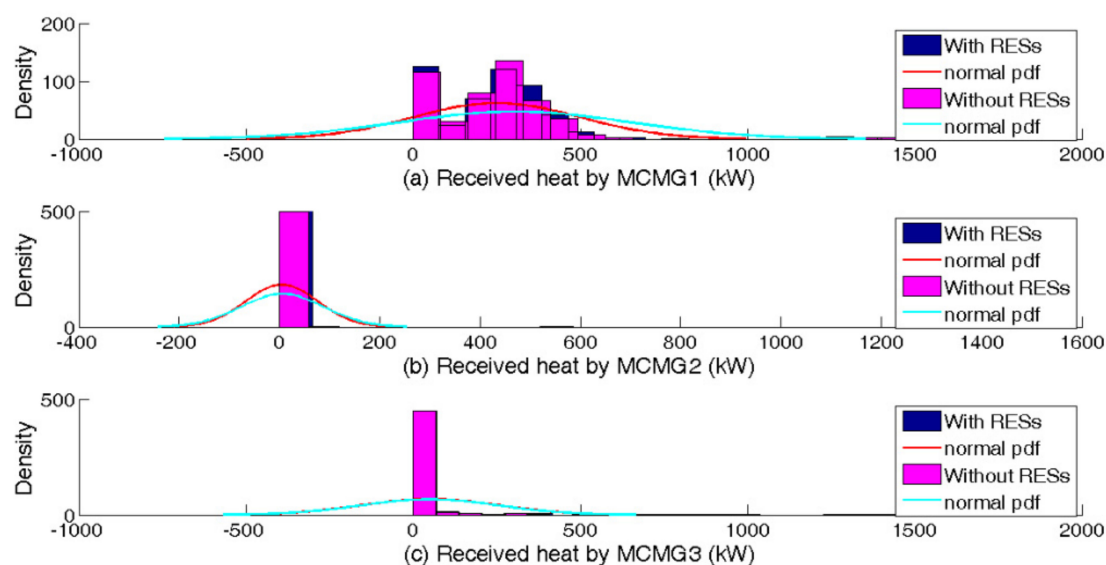 200
100
0
Density
With RESs
normal pdf
Without RESs
normal pdf
-1000 -500 0 500 1000 1500 2000
(a) Received heat by MCMG1 (kW)
500
0
Density
With RESs
normal pdf
Without RESs
normal pdf
-400 -200 0 200 400 600 800 1000 1200 1400 1600
(b) Received heat by MCMG2 (kW)
500
0
Density
With RESs
normal pdf
Without RESs
normal pdf
-1000 -500 0 500 1000 1500 2000
(c) Received heat by MCMG3 (kW)